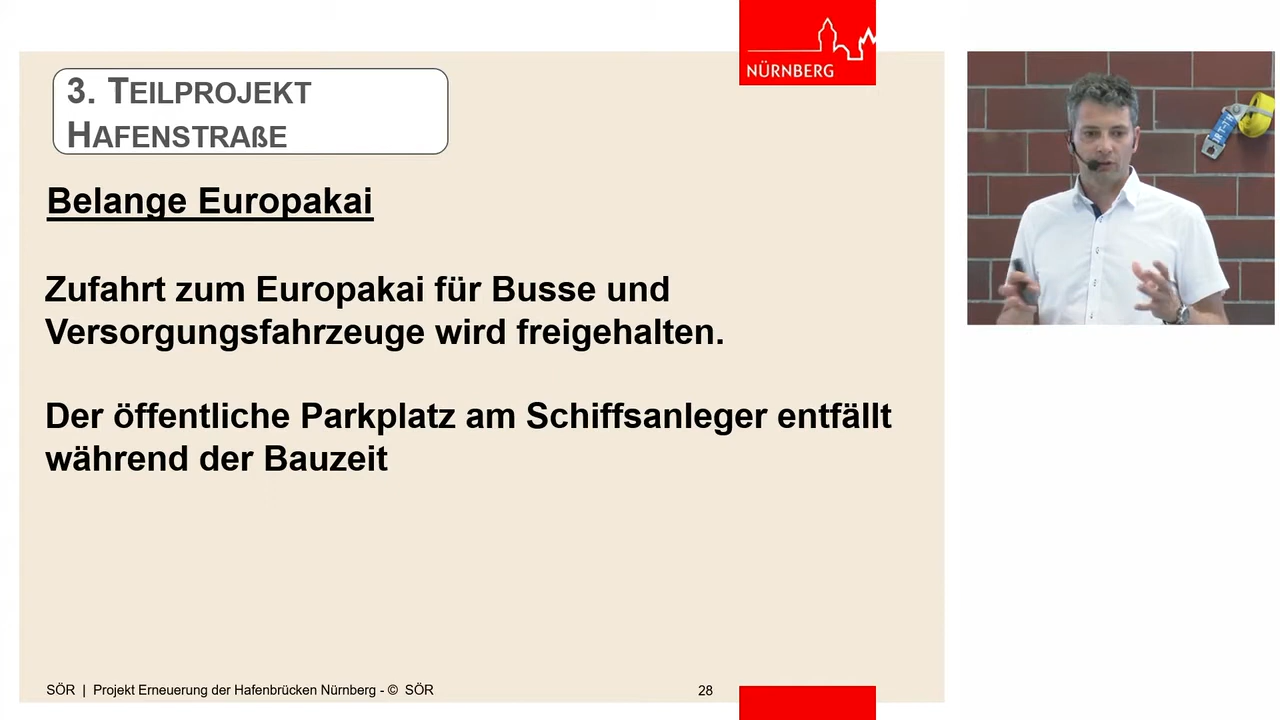 3. TEILPROJEKT
HAFENSTRAßE
NÜRNBERG
Belange Europakai
Zufahrt zum Europakai für Busse und
Versorgungsfahrzeuge wird freigehalten.
Der öffentliche Parkplatz am Schiffsanleger entfällt
während der Bauzeit
SÖR | Projekt Erneuerung der Hafenbrücken Nürnberg - © SÖR
28